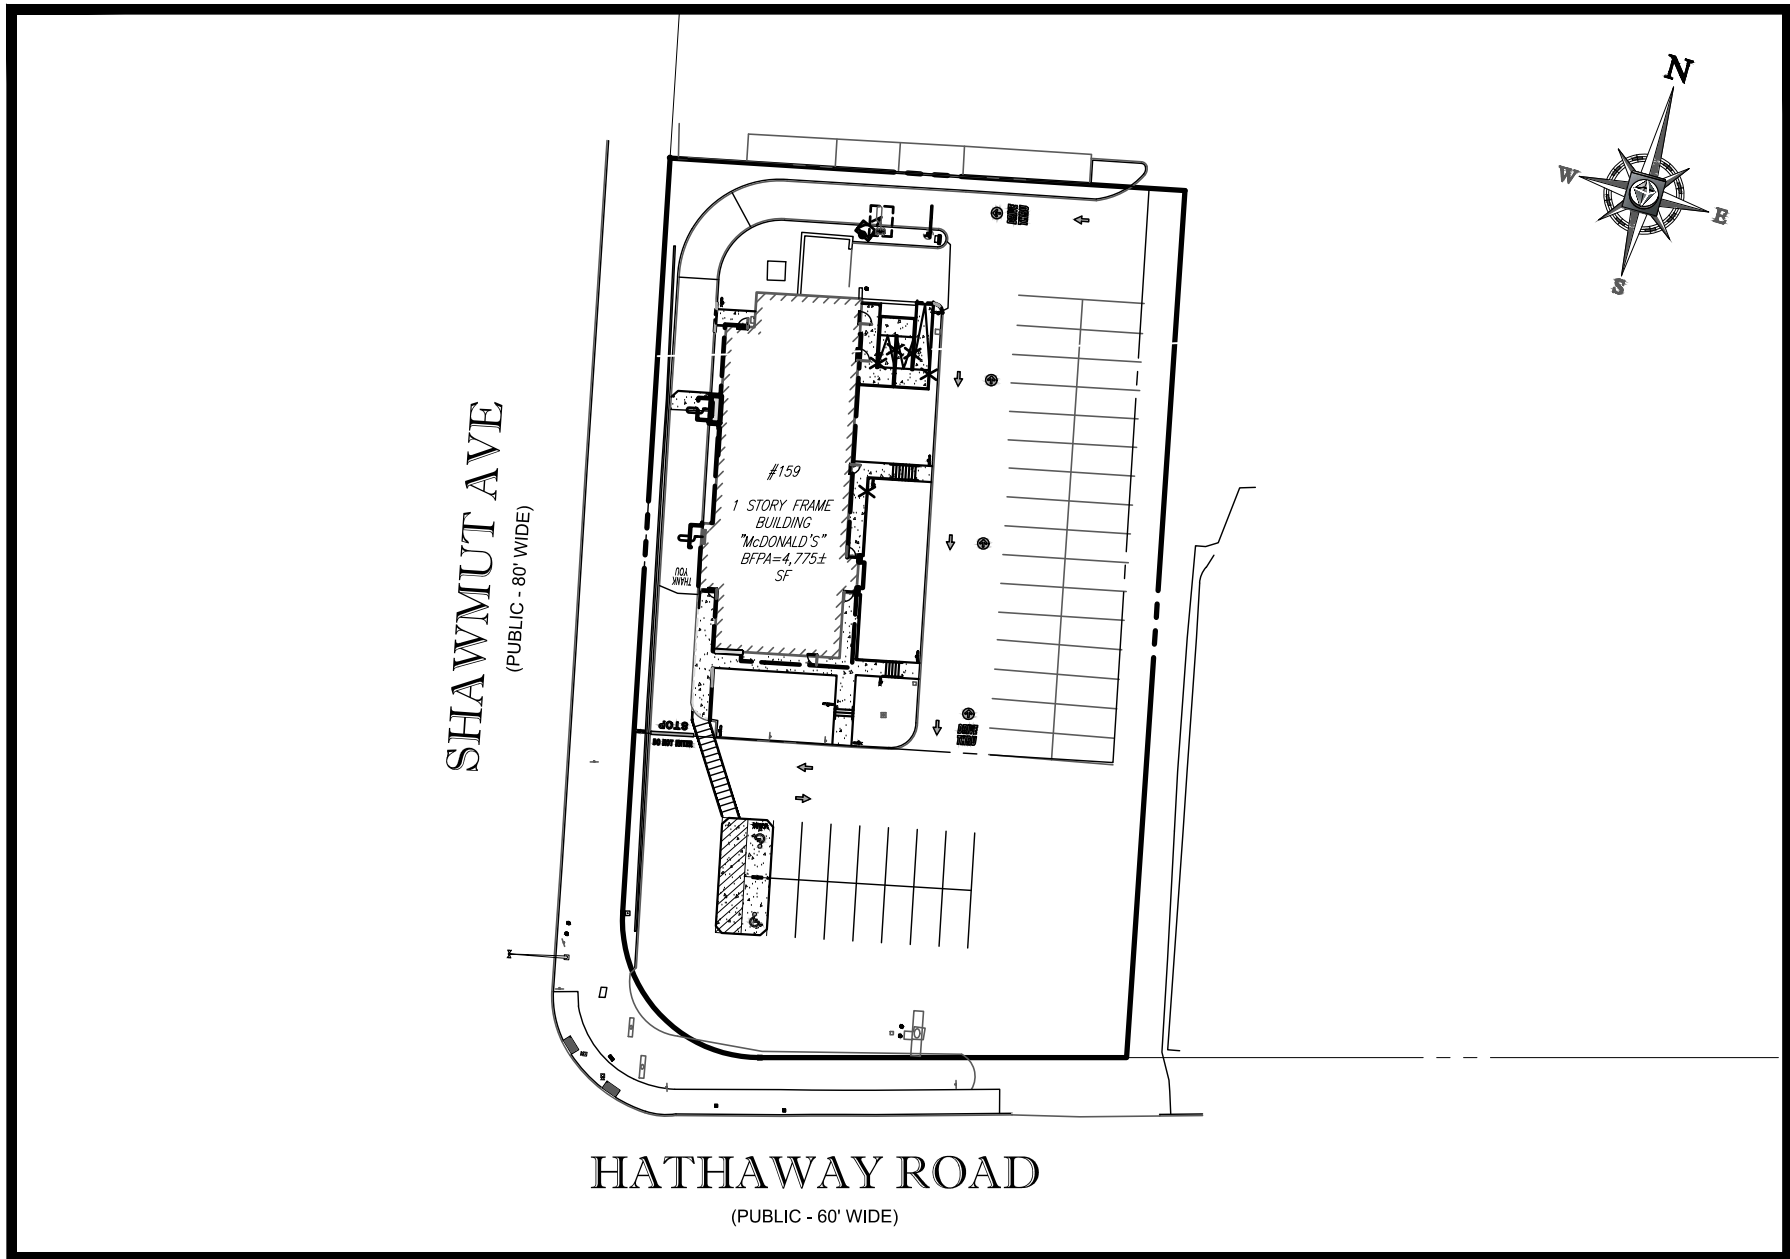 N
W
E
S
SHAWMUT AVE
(PUBLIC - 80' WIDE)
#159
1 STORY FRAME
BUILDING
"McDONALD'S"
BFPA=4,775±
SF
THANK
YOU
STOP
HATHAWAY ROAD
(PUBLIC - 60' WIDE)